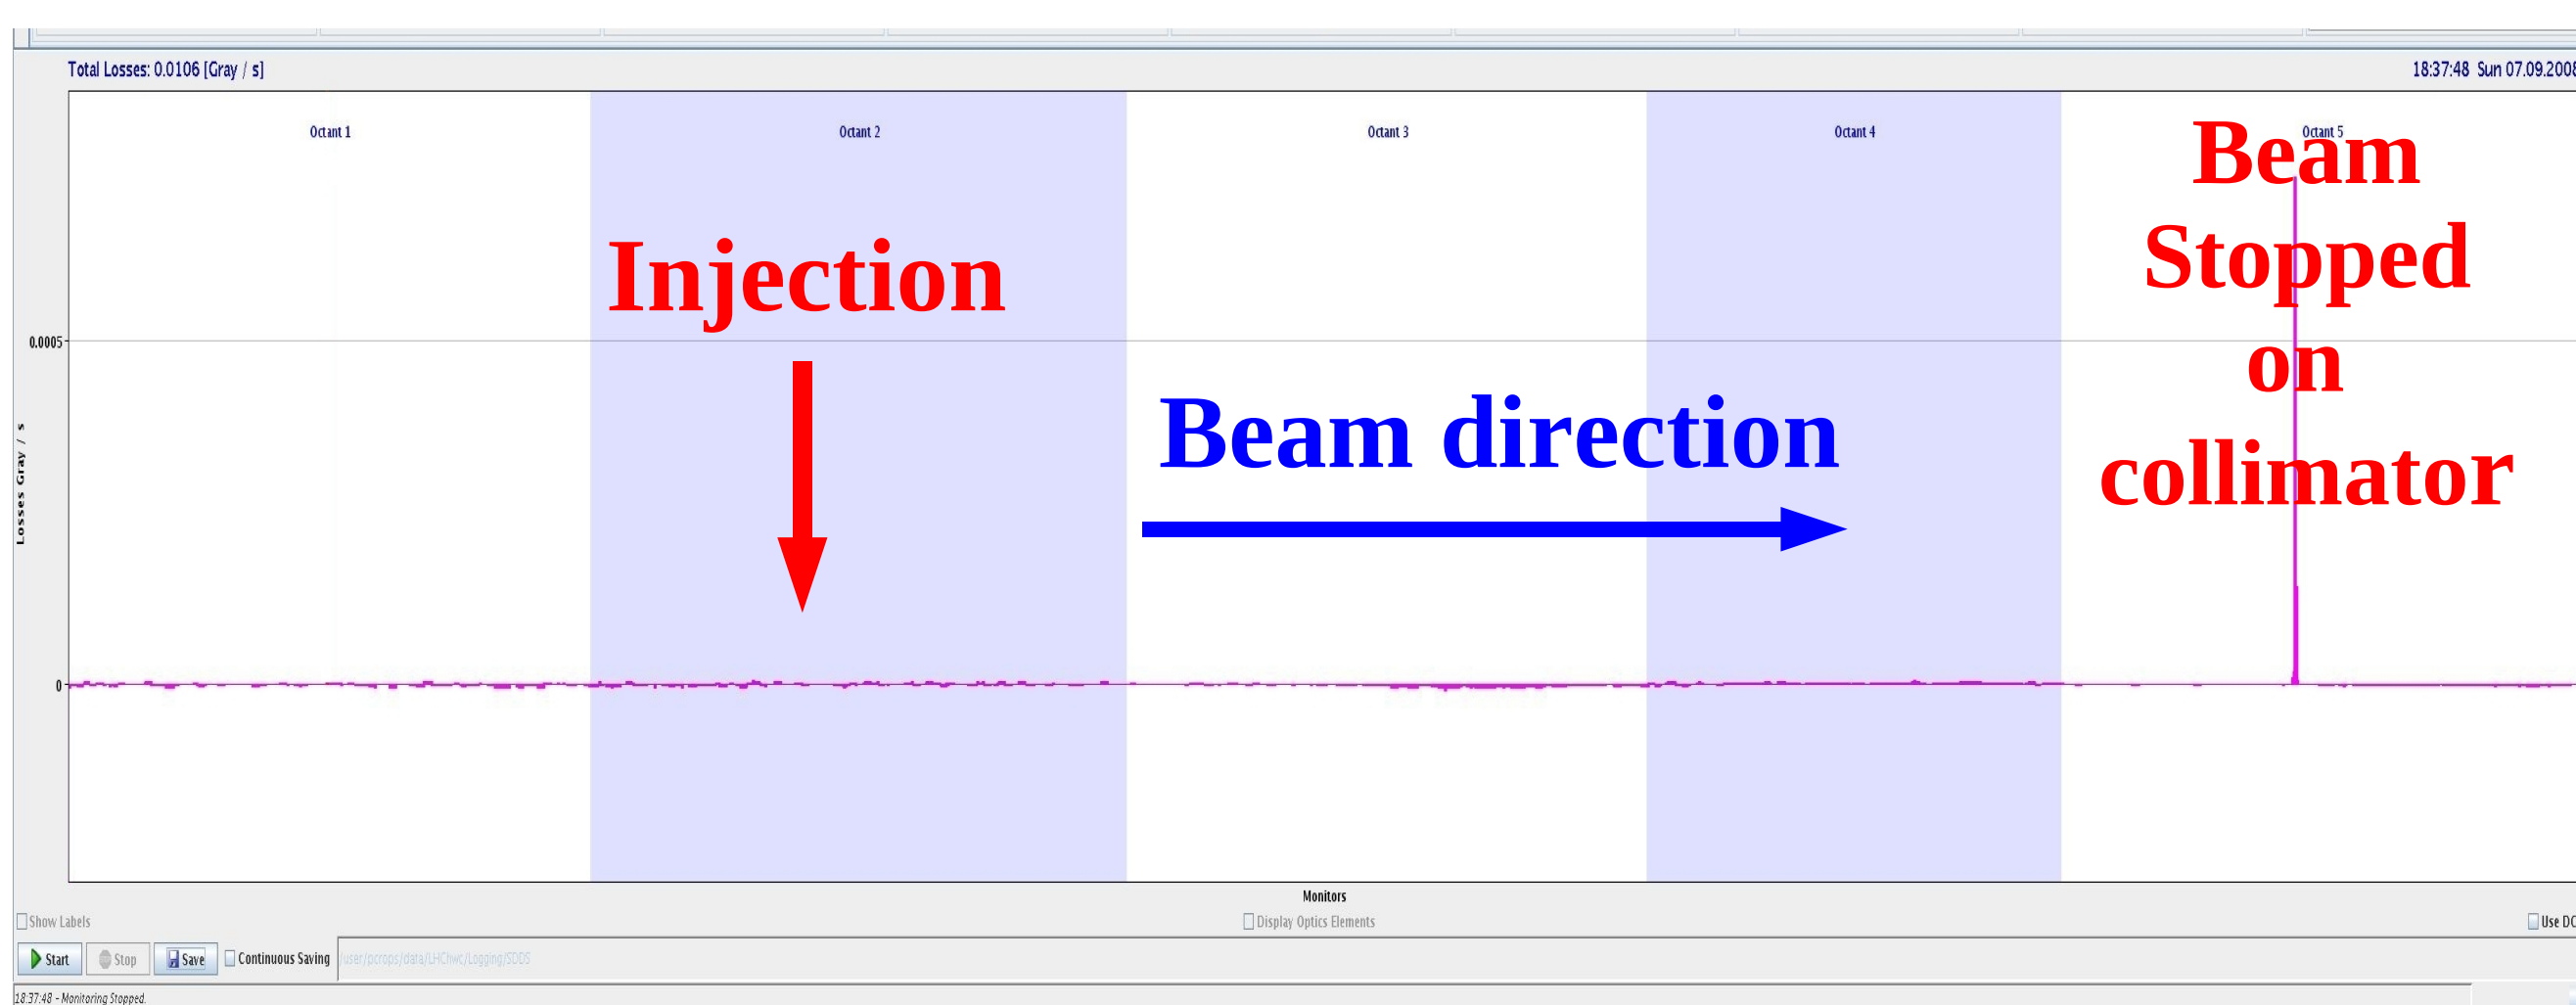 Total Losses: 0.0106 [Gray / s]
18:37:48 Sun 07.09.2008
Octant 1
Octant 2
Octant 3
Octant 4
Octant 5
Beam
Stopped
on
collimator
Injection
Beam direction
0.0005
0
Losses Gray / s
Monitors
Show Labels
Display Optics Elements
Use DC
Start
Stop
Save
Continuous Saving
/user/pcrops/data/LHChwc/Logging/SDDS
18:37:48 - Monitoring Stopped.